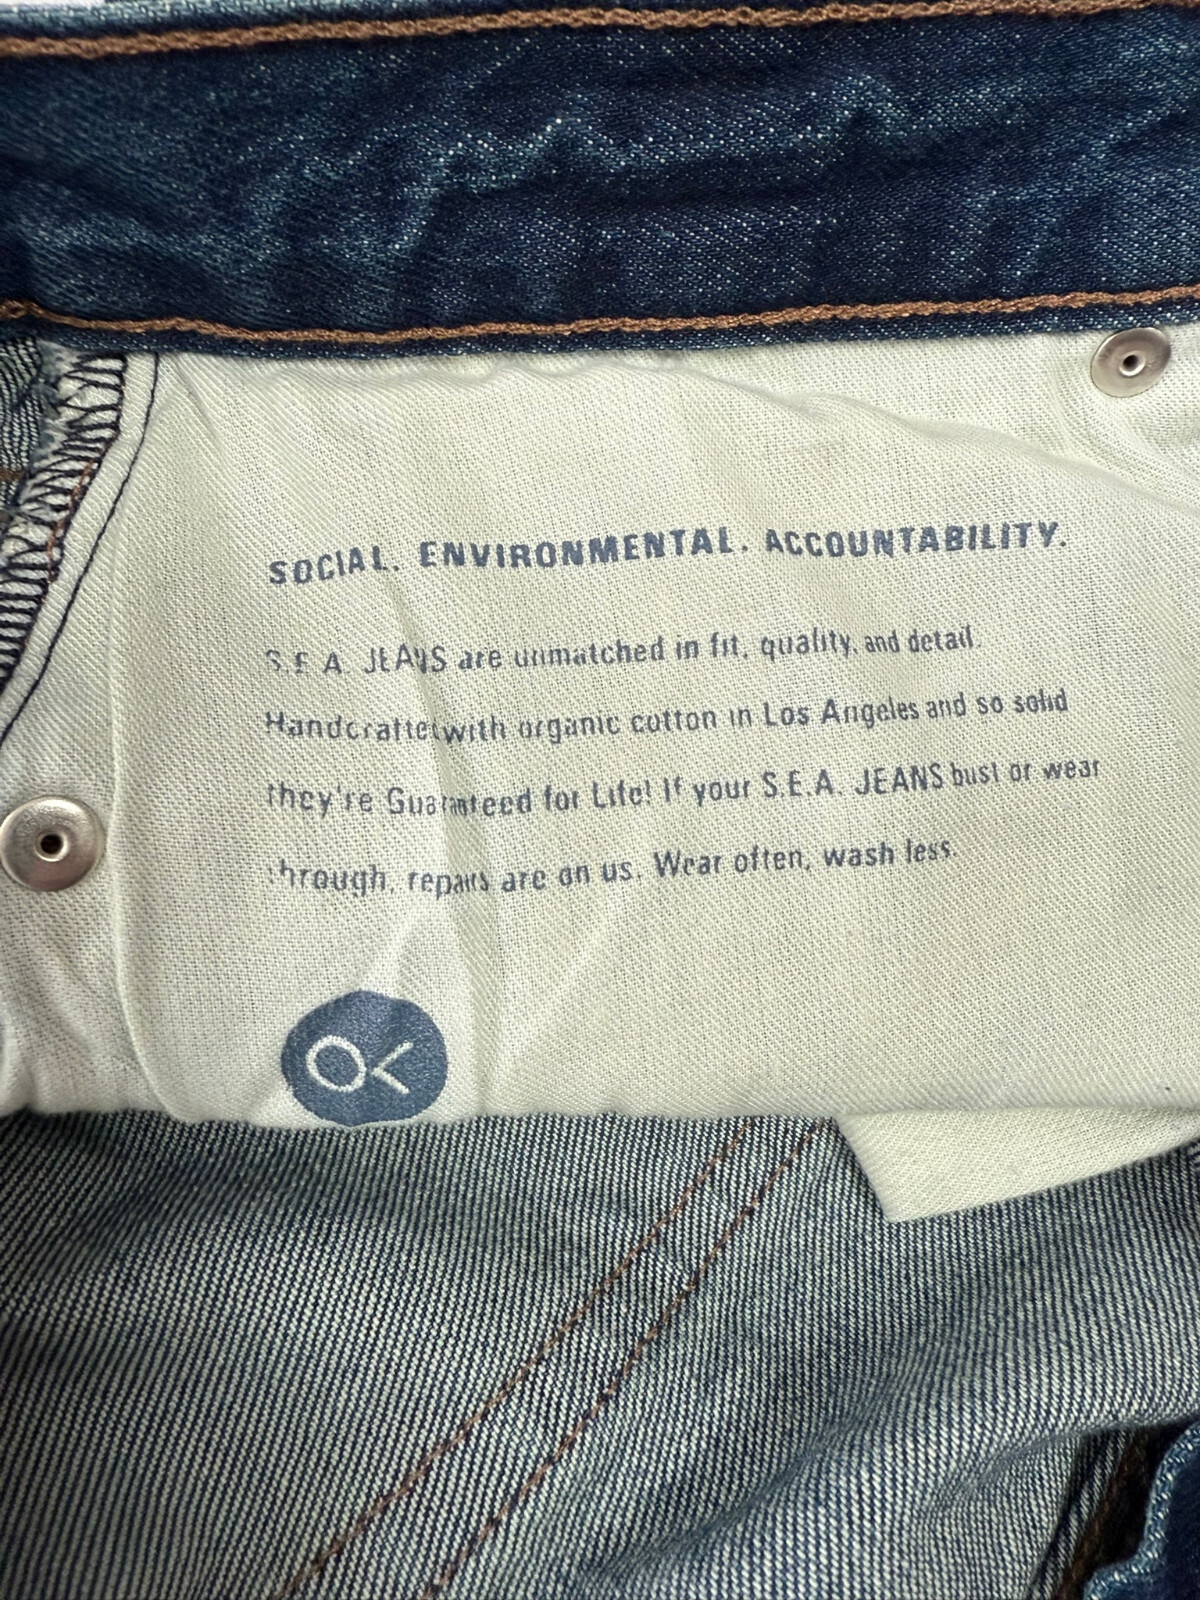 SOCIAL. ENVIRONMENTAL. ACCOUNTABILITY.
S.E.A. JEANS are unmatched in fit, quality, and detail.
Handcrafted with organic cotton in Los Angeles and so solid
they're Guaranteed for Life! If your S.E.A. JEANS bust or wear
through, repairs are on us. Wear often, wash less.